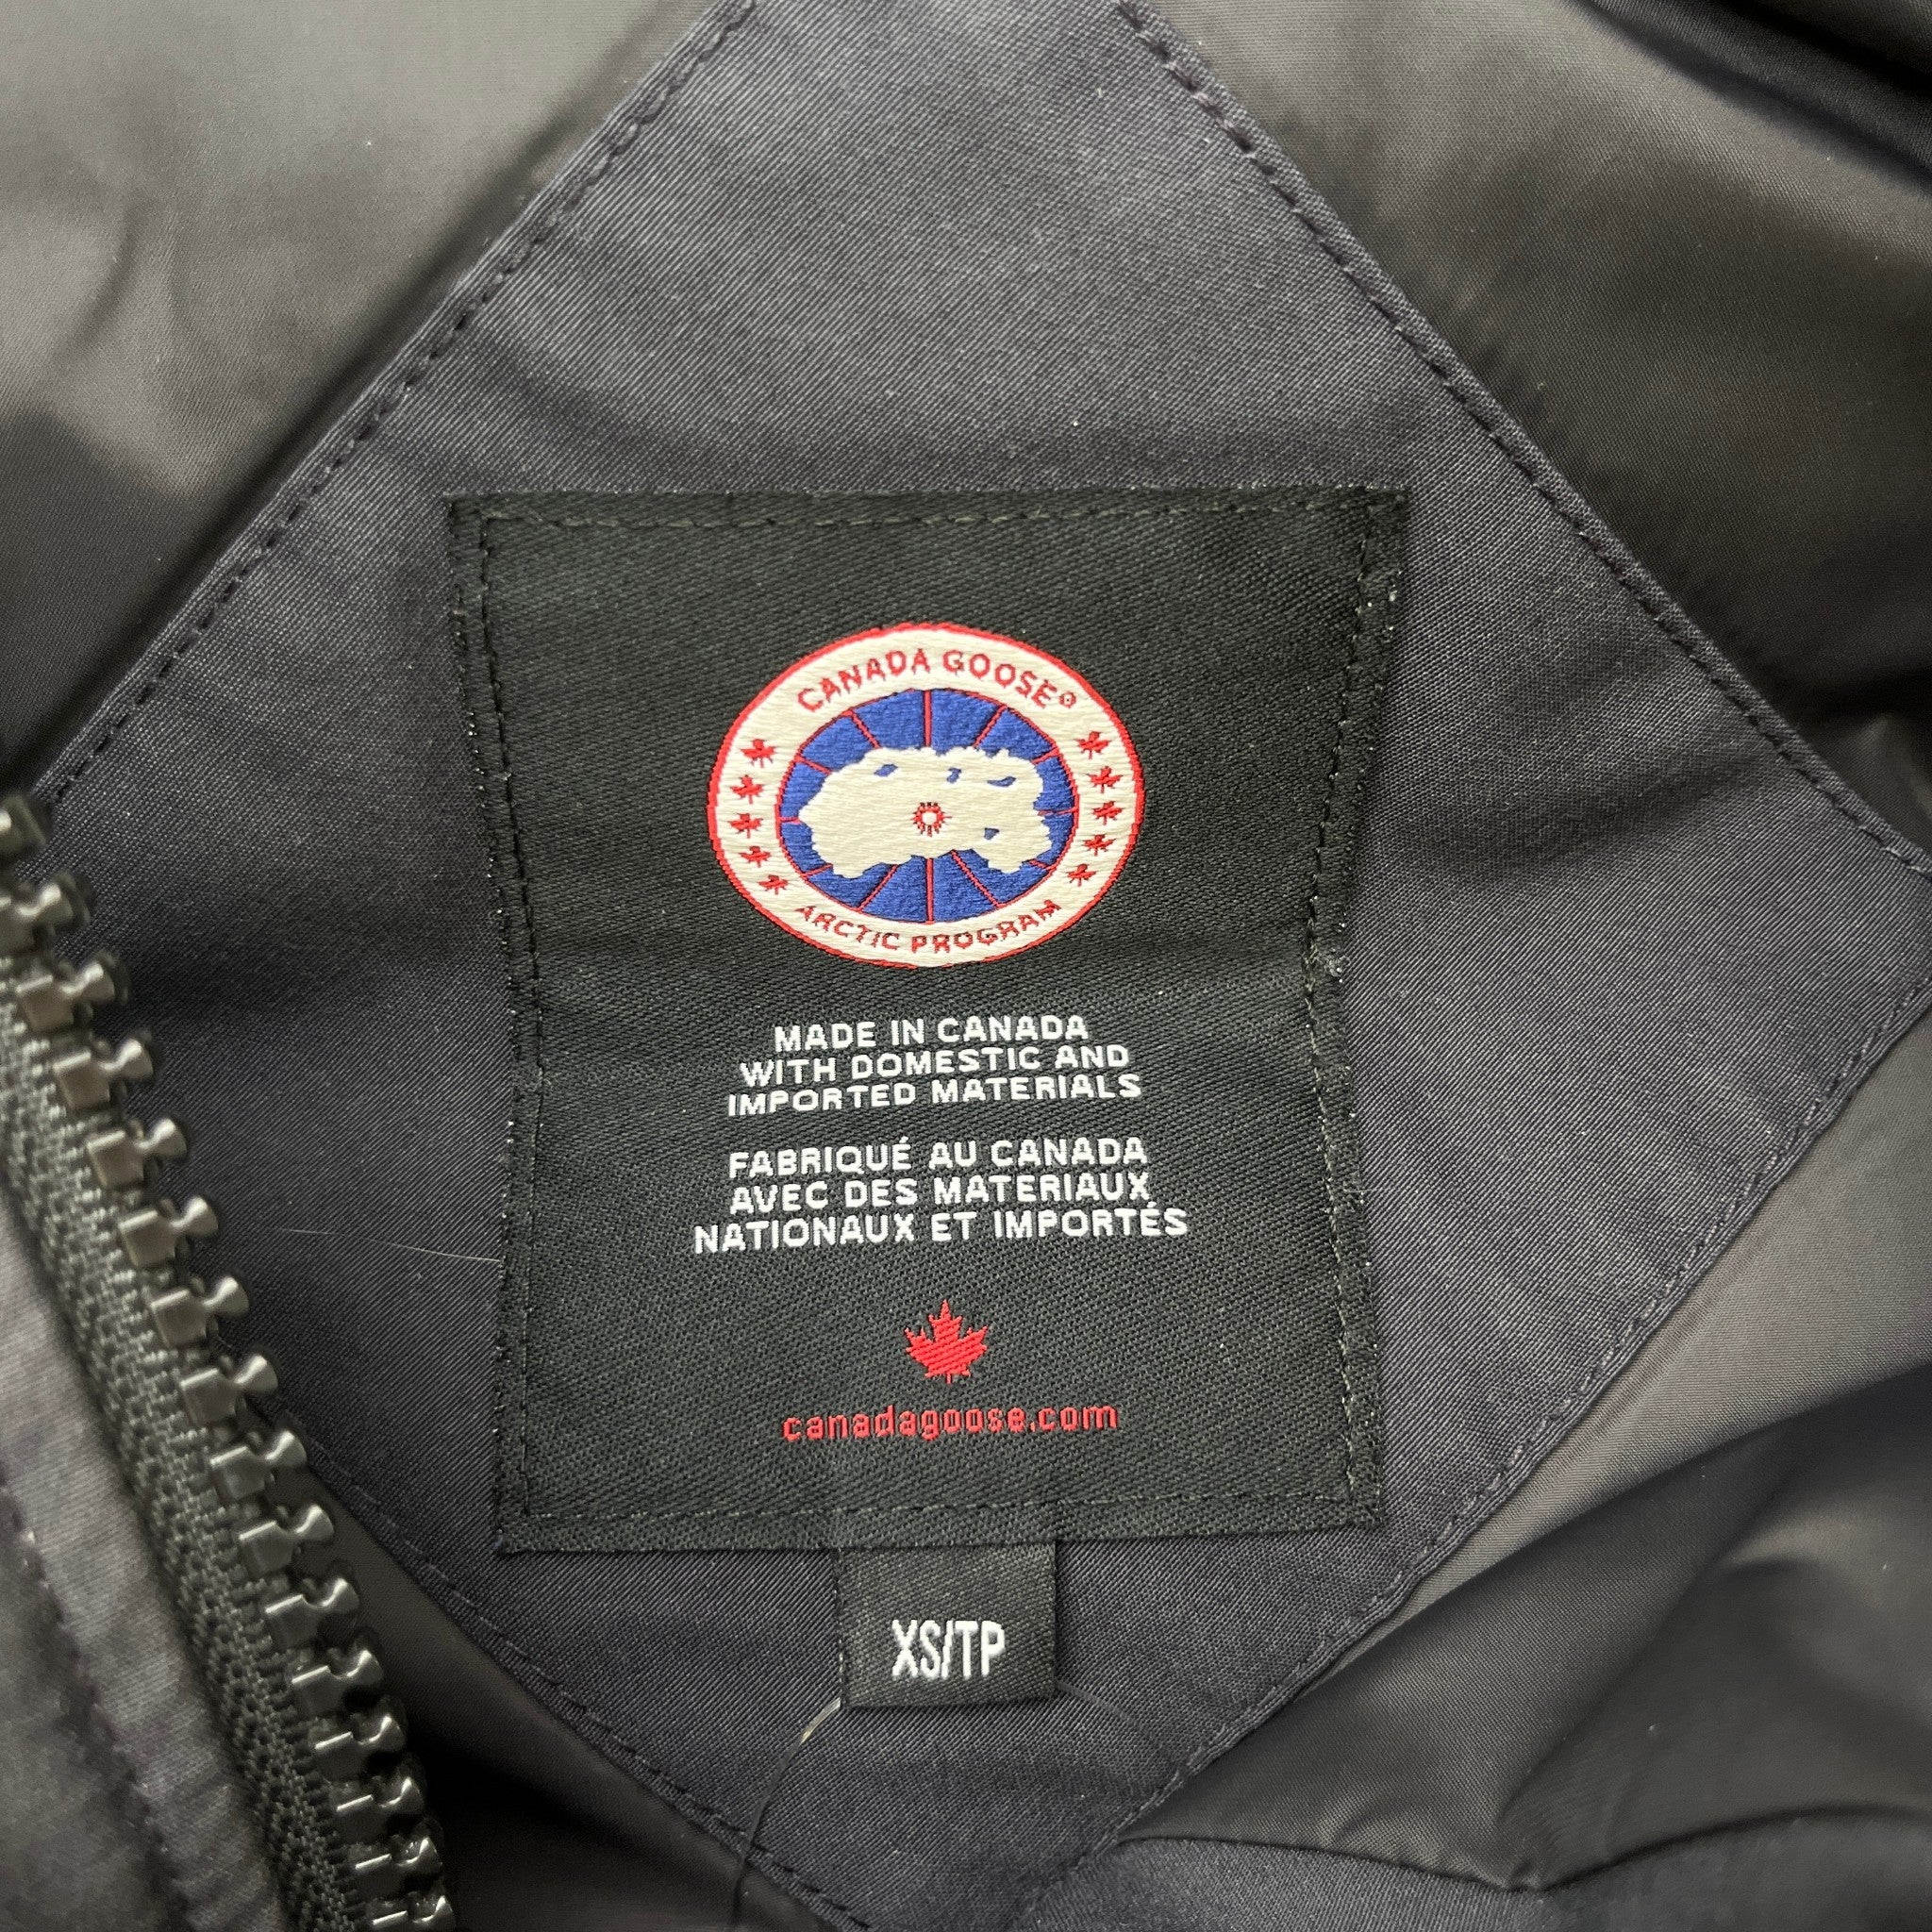 CANADA GOOSE®
ARCTIC PROGRAM
MADE IN CANADA
WITH DOMESTIC AND
IMPORTED MATERIALS
FABRIQUÉ AU CANADA
AVEC DES MATERIAUX
NATIONAUX ET IMPORTÉS
canadagoose.com
XS/TP